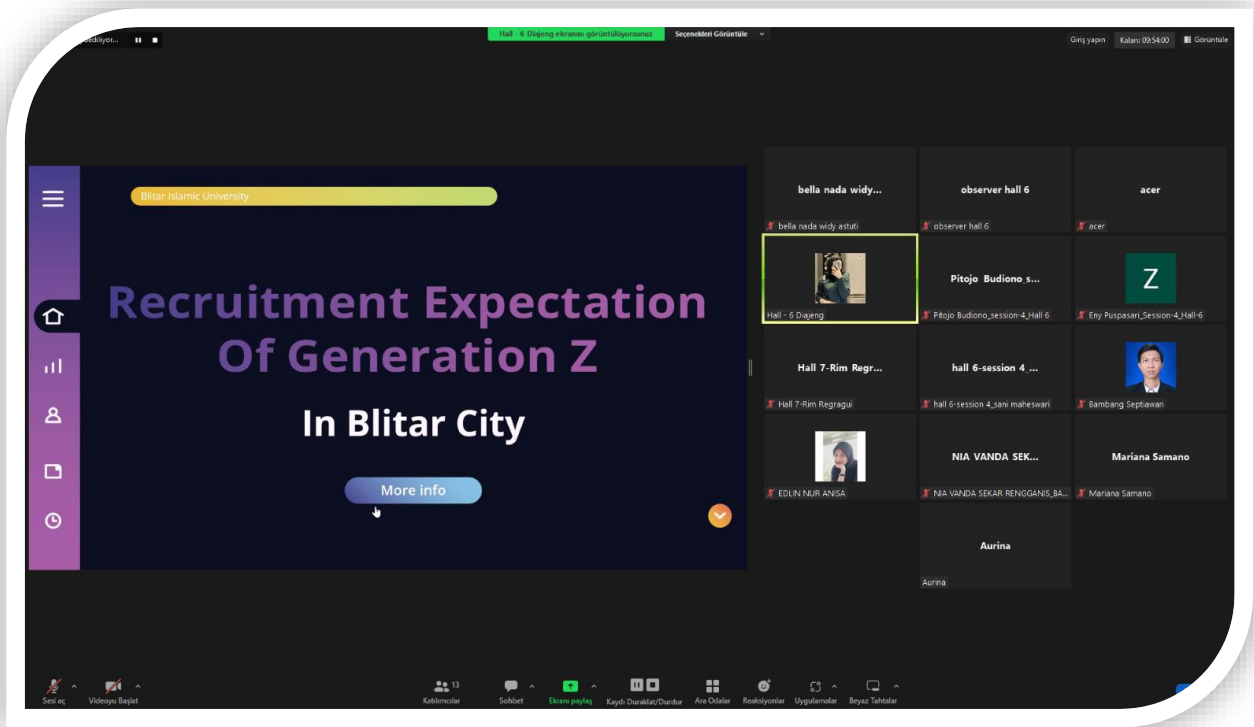 ediliyor...
Hall - 6 Diajeng ekranını görüntülüyorsunuz
Seçenekleri Görüntüle
Giriş yapın
Kalan: 09:54:00
Görüntüle
Blitar Islamic University
Recruitment Expectation
Of Generation Z
In Blitar City
More info
bella nada widy...
bella nada widy astuti
observer hall 6
observer hall 6
acer
acer
Hall - 6 Diajeng
Pitojo Budiono_s...
Pitojo Budiono_session-4_Hall 6
Z
Eny Puspasari_Session-4_Hall-6
Hall 7-Rim Regr...
Hall 7-Rim Regragui
hall 6-session 4_...
hall 6-session 4_sani maheswari
Bambang Septiawan
EDLIN NUR ANISA
NIA VANDA SEK...
NIA VANDA SEKAR RENGGANIS_BA...
Mariana Samano
Mariana Samano
Aurina
Aurina
Sesi aç
Videoyu Başlat
13
Katılımcılar
Sohbet
Ekranı paylaş
Kaydı Duraklat/Durdur
Ara Odalar
Reaksiyonlar
Uygulamalar
Beyaz Tahtalar